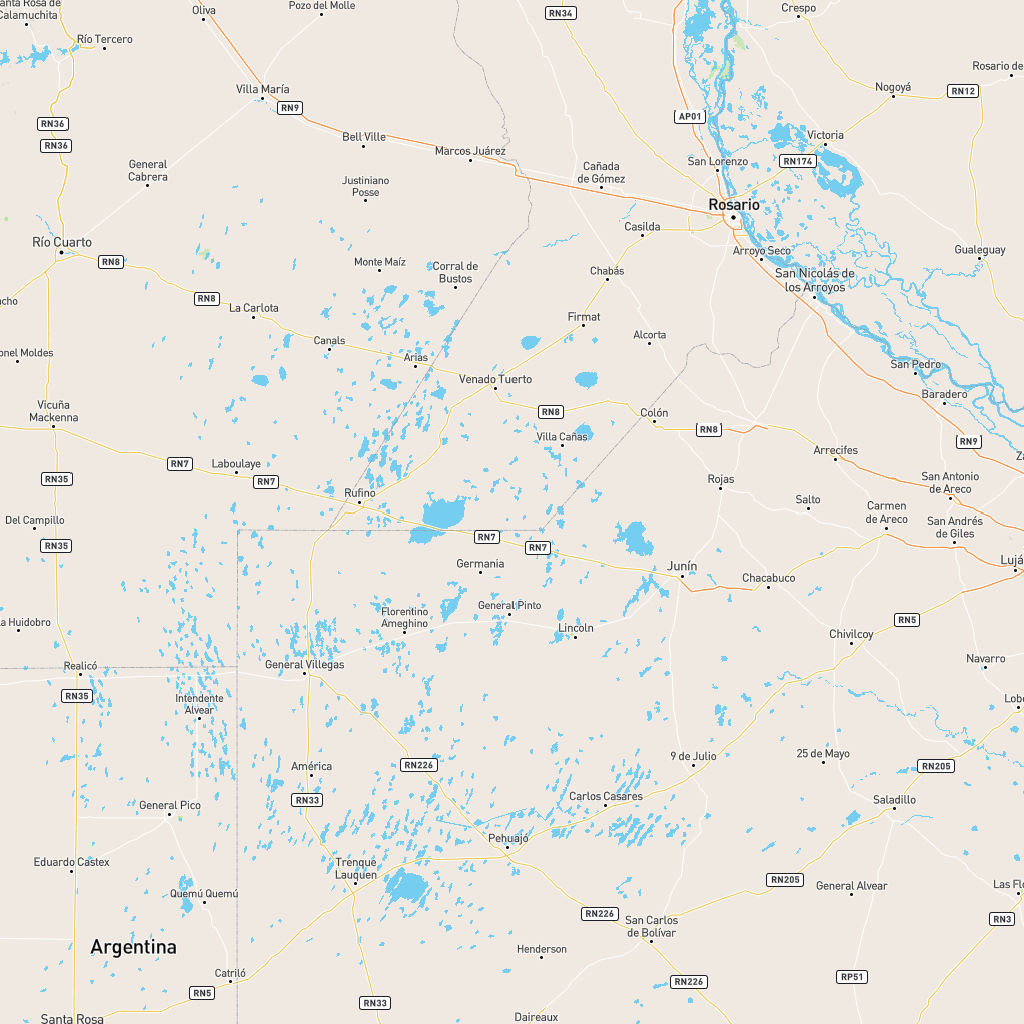 Santa Rosa de
Calamuchita
Oliva
Pozo del Molle
RN34
Crespo
Río Tercero
Rosario de
Villa María
Nogoyá
RN12
RN9
AP01
RN36
Bell Ville
Victoria
RN36
Marcos Juárez
San Lorenzo
RN174
General
Cabrera
Cañada
de Gómez
Justiniano
Posse
Rosario
Casilda
Río Cuarto
Arroyo Seco
Gualeguay
RN8
Monte Maíz
Corral de
Bustos
Chabás
San Nicolás de
los Arroyos
RN8
La Carlota
Firmat
Alcorta
Canals
onel Moldes
Arias
San Pedro
Venado Tuerto
Baradero
Vicuña
Mackenna
RN8
Colón
RN8
Villa Cañas
RN9
Arrecifes
RN7
Laboulaye
RN7
RN35
Rojas
San Antonio
de Areco
Rufino
Salto
Carmen
de Areco
Del Campillo
San Andrés
de Giles
RN7
RN35
RN7
Germania
Junín
Luján
Chacabuco
General Pinto
Florentino
Ameghino
RN5
Lincoln
Chivilcoy
Realicó
General Villegas
Navarro
RN35
Intendente
Alvear
Lobo
9 de Julio
25 de Mayo
América
RN226
RN205
RN33
Carlos Casares
Saladillo
General Pico
Pehuajó
Eduardo Castex
Trenque
Lauquen
RN205
General Alvear
Las Flo
Quemú Quemú
RN226
San Carlos
de Bolívar
RN3
Argentina
Henderson
Catriló
RP51
RN226
RN5
RN33
Santa Rosa
Daireaux